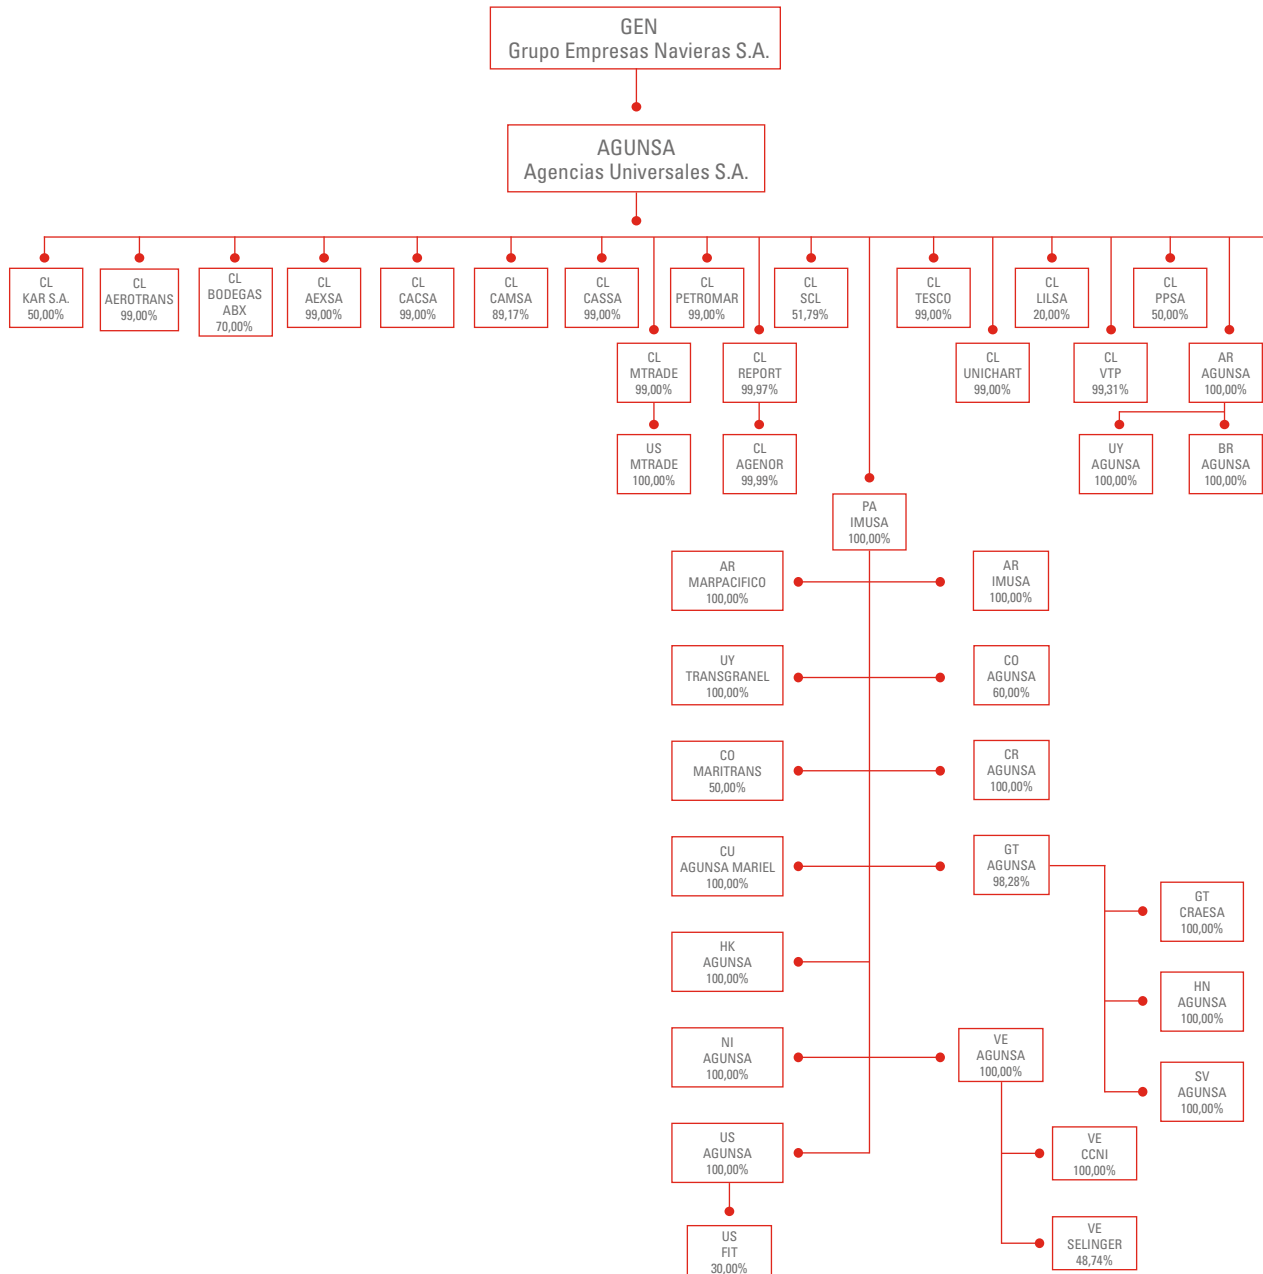 GEN
Grupo Empresas Navieras S.A.
AGUNSA
Agencias Universales S.A.
CL
KAR S.A.
50,00%
CL
AEROTRANS
99,00%
CL
BODEGAS
ABX
70,00%
CL
AEXSA
99,00%
CL
CACSA
99,00%
CL
CAMSA
89,17%
CL
CASSA
99,00%
CL
PETROMAR
99,00%
CL
SCL
51,79%
CL
TESCO
99,00%
CL
LILSA
20,00%
CL
PPSA
50,00%
CL
MTRADE
99,00%
CL
REPORT
99,97%
CL
UNICHART
99,00%
CL
VTP
99,31%
AR
AGUNSA
100,00%
US
MTRADE
100,00%
CL
AGENOR
99,99%
UY
AGUNSA
100,00%
BR
AGUNSA
100,00%
PA
IMUSA
100,00%
AR
MARPACIFICO
100,00%
AR
IMUSA
100,00%
UY
TRANSGRANEL
100,00%
CO
AGUNSA
60,00%
CO
MARITRANS
50,00%
CR
AGUNSA
100,00%
CU
AGUNSA MARIEL
100,00%
GT
AGUNSA
98,28%
GT
CRAESA
100,00%
HK
AGUNSA
100,00%
HN
AGUNSA
100,00%
NI
AGUNSA
100,00%
VE
AGUNSA
100,00%
SV
AGUNSA
100,00%
US
AGUNSA
100,00%
VE
CCNI
100,00%
US
FIT
30,00%
VE
SELINGER
48,74%